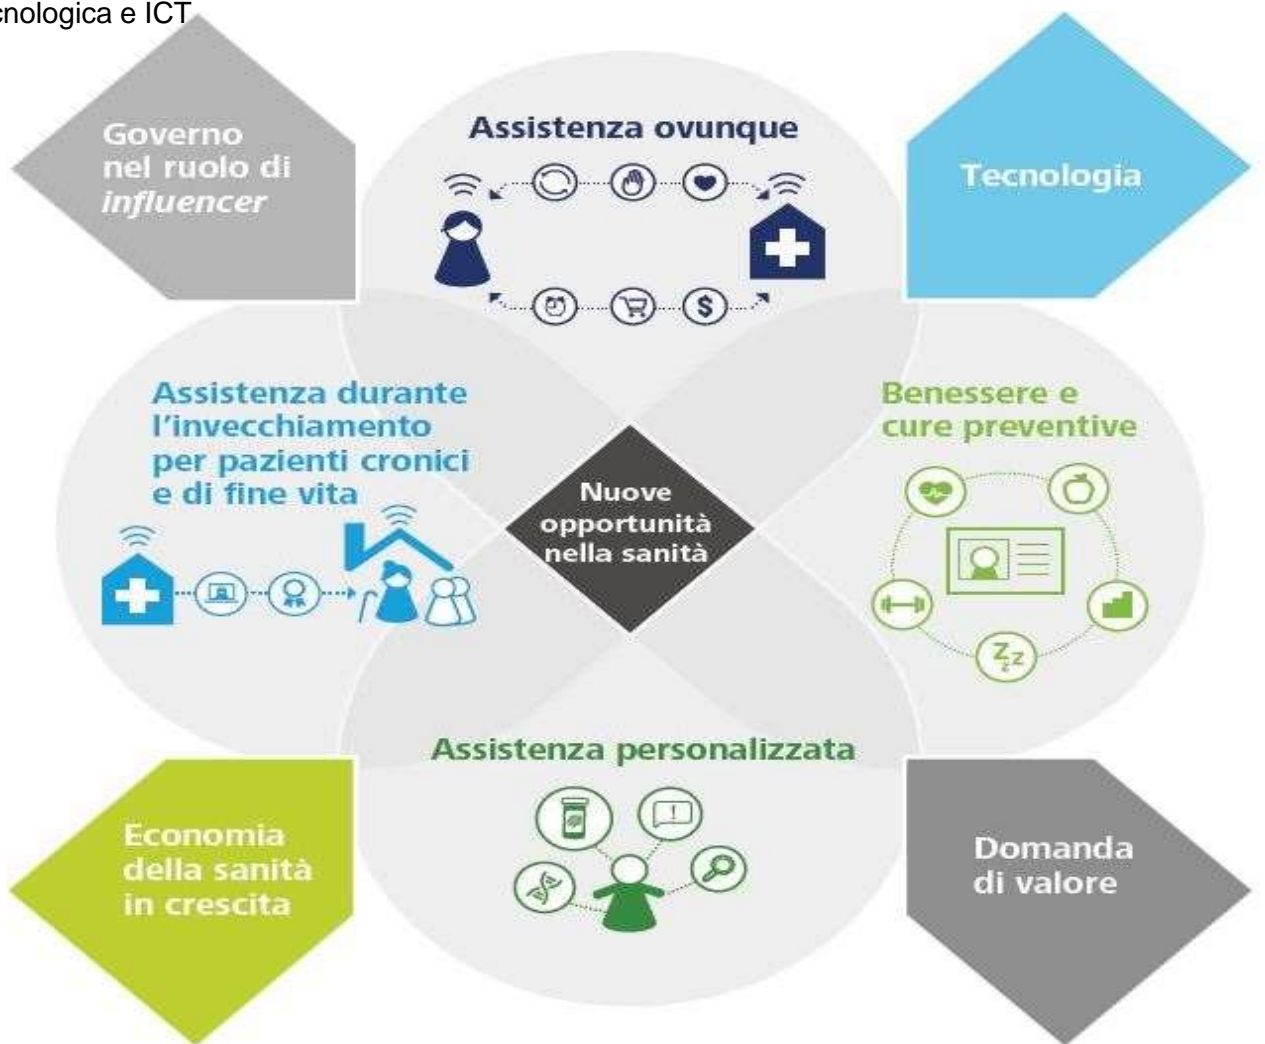 cnologica e ICT
Governo
nel ruolo di
influencer
Assistenza ovunque
Tecnologia
$
Assistenza durante
l'invecchiamento
per pazienti cronici
e di fine vita
Nuove
opportunità
nella sanità
Benessere e
cure preventive
Zzz
Assistenza personalizzata
!
Economia
della sanità
in crescita
Domanda
di valore